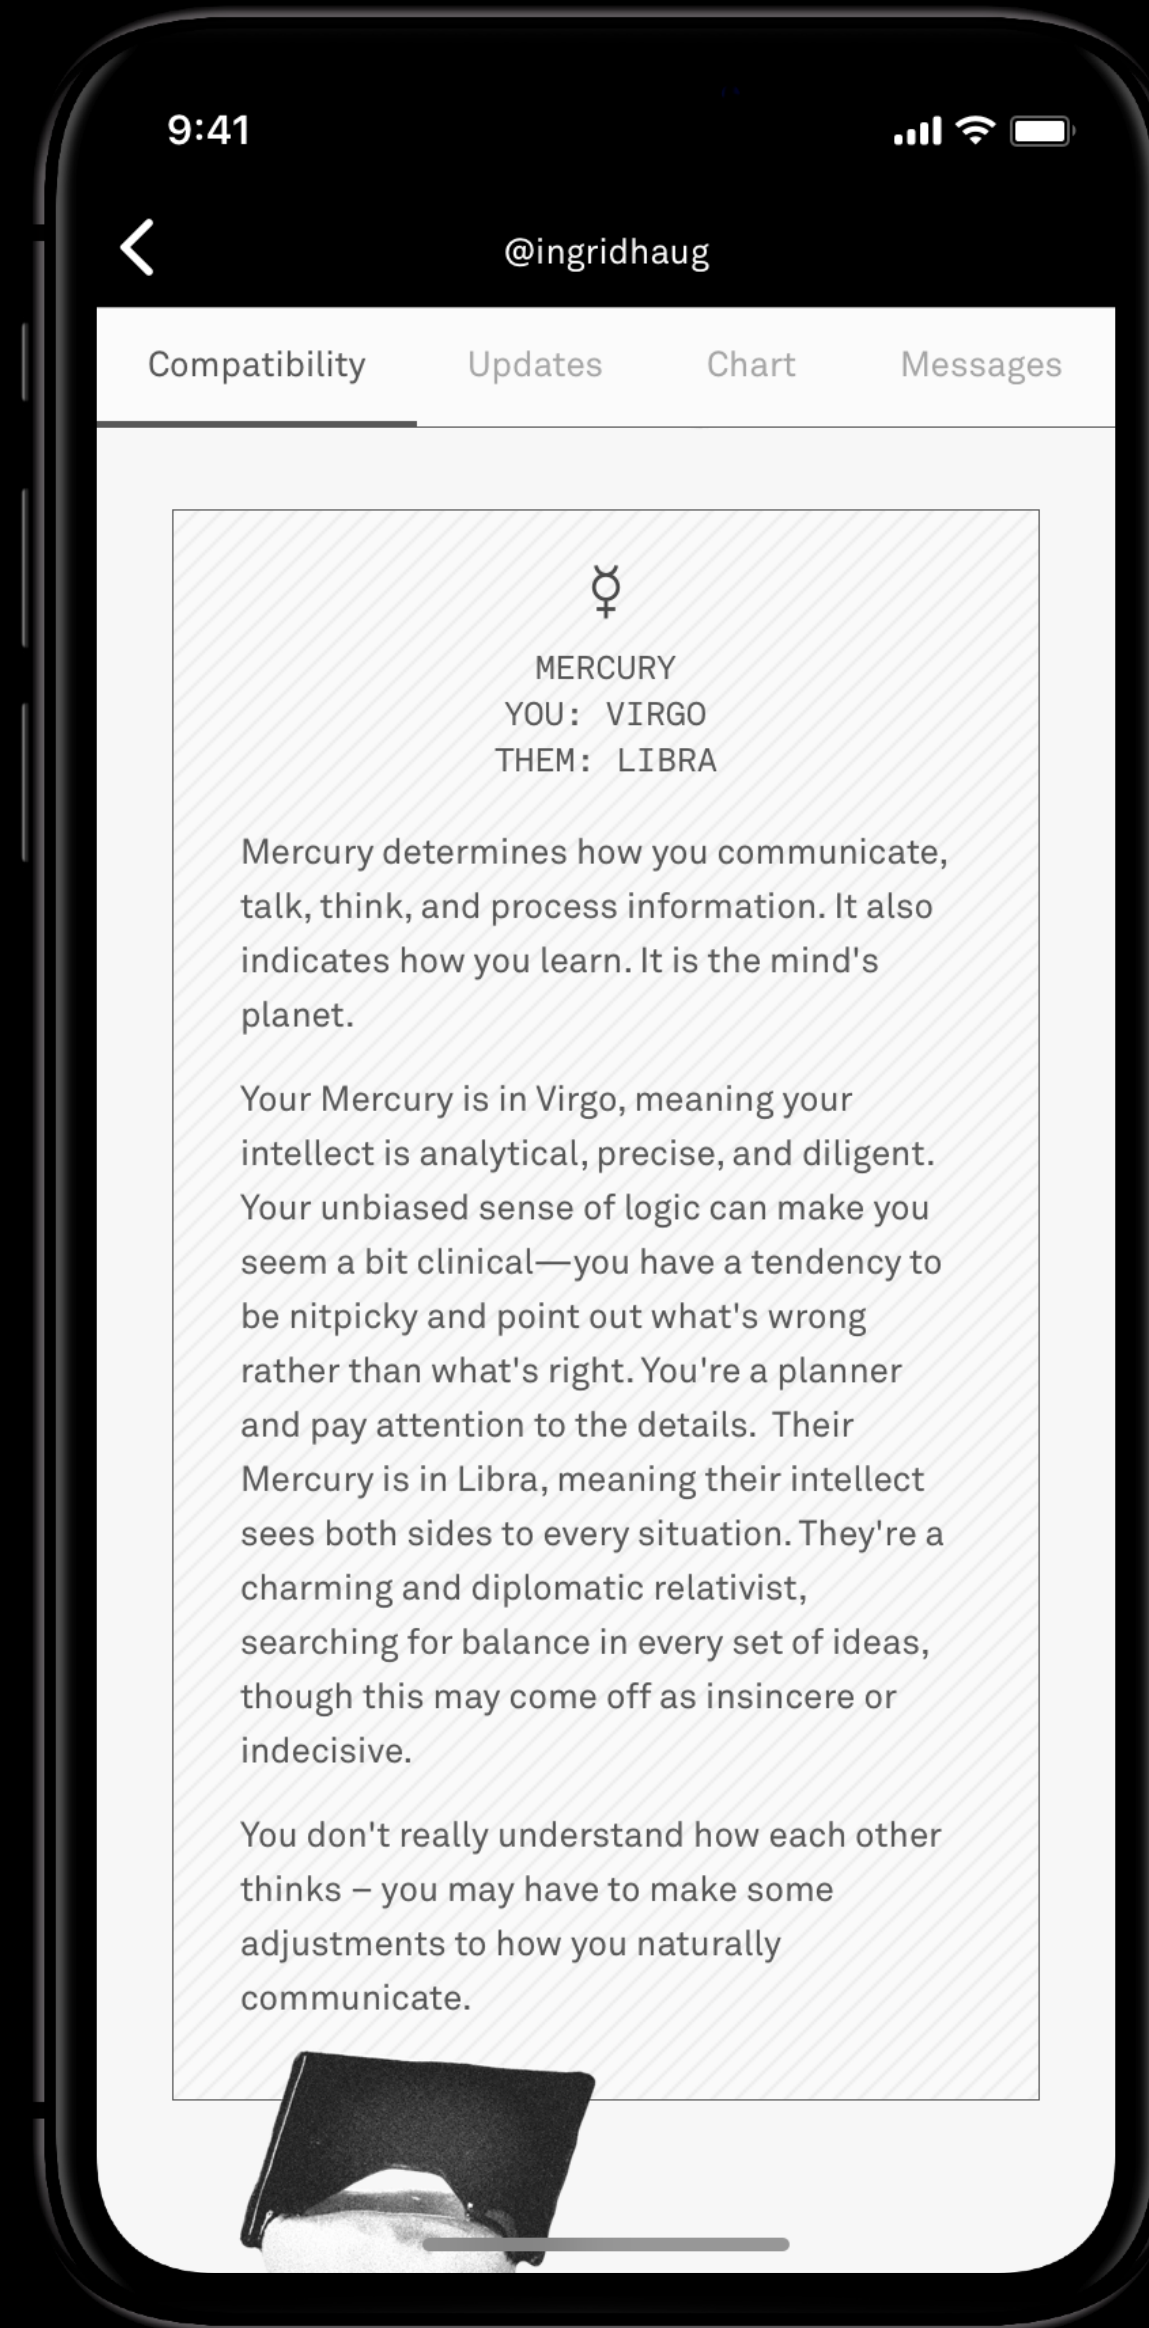 9:41
@ingridhaug
Compatibility Updates Chart Messages
MERCURY
YOU: VIRGO
THEM: LIBRA
Mercury determines how you communicate,
talk, think, and process information. It also
indicates how you learn. It is the mind's
planet.
Your Mercury is in Virgo, meaning your
intellect is analytical, precise, and diligent.
Your unbiased sense of logic can make you
seem a bit clinical—you have a tendency to
be nitpicky and point out what's wrong
rather than what's right. You're a planner
and pay attention to the details.  Their
Mercury is in Libra, meaning their intellect
sees both sides to every situation. They're a
charming and diplomatic relativist,
searching for balance in every set of ideas,
though this may come off as insincere or
indecisive.
You don't really understand how each other
thinks – you may have to make some
adjustments to how you naturally
communicate.